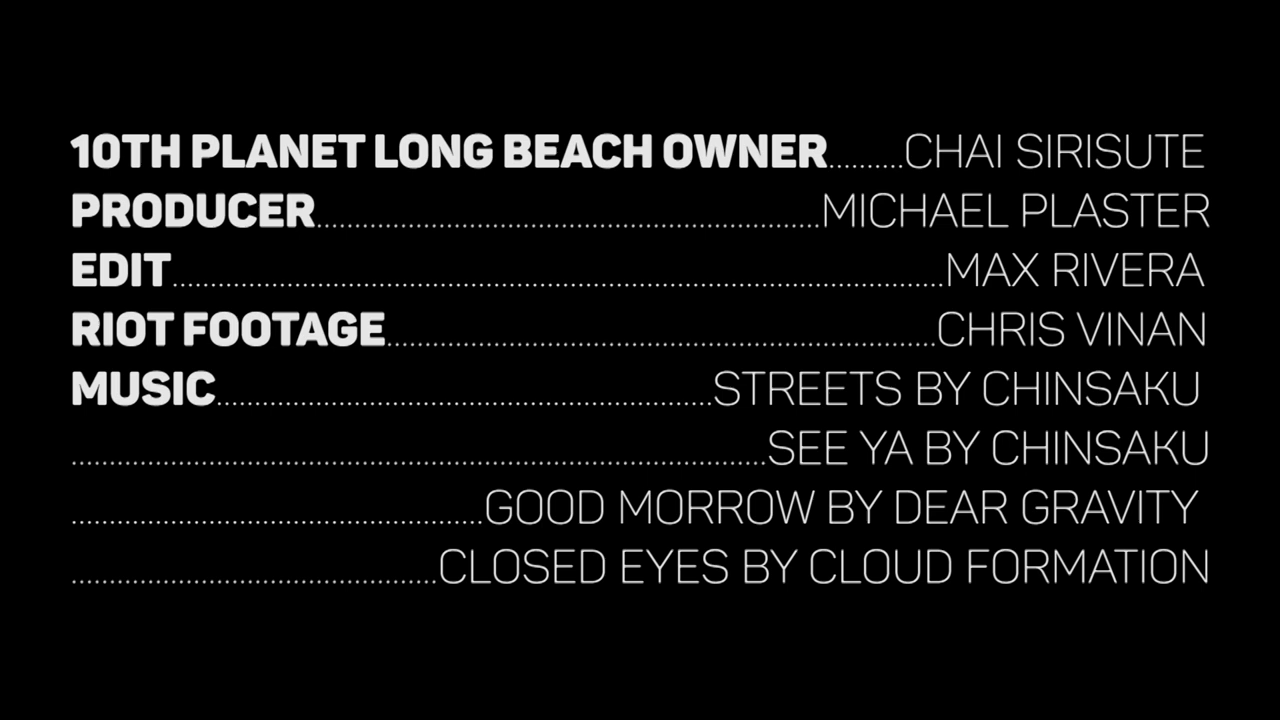 10TH PLANET LONG BEACH OWNER..........CHAI SIRISUTE
PRODUCER..................................................................MICHAEL PLASTER
EDIT.....................................................................................................MAX RIVERA
RIOT FOOTAGE........................................................................CHRIS VINAN
MUSIC.................................................................STREETS BY CHINSAKU
...........................................................................................SEE YA BY CHINSAKU
......................................................GOOD MORROW BY DEAR GRAVITY
................................................CLOSED EYES BY CLOUD FORMATION